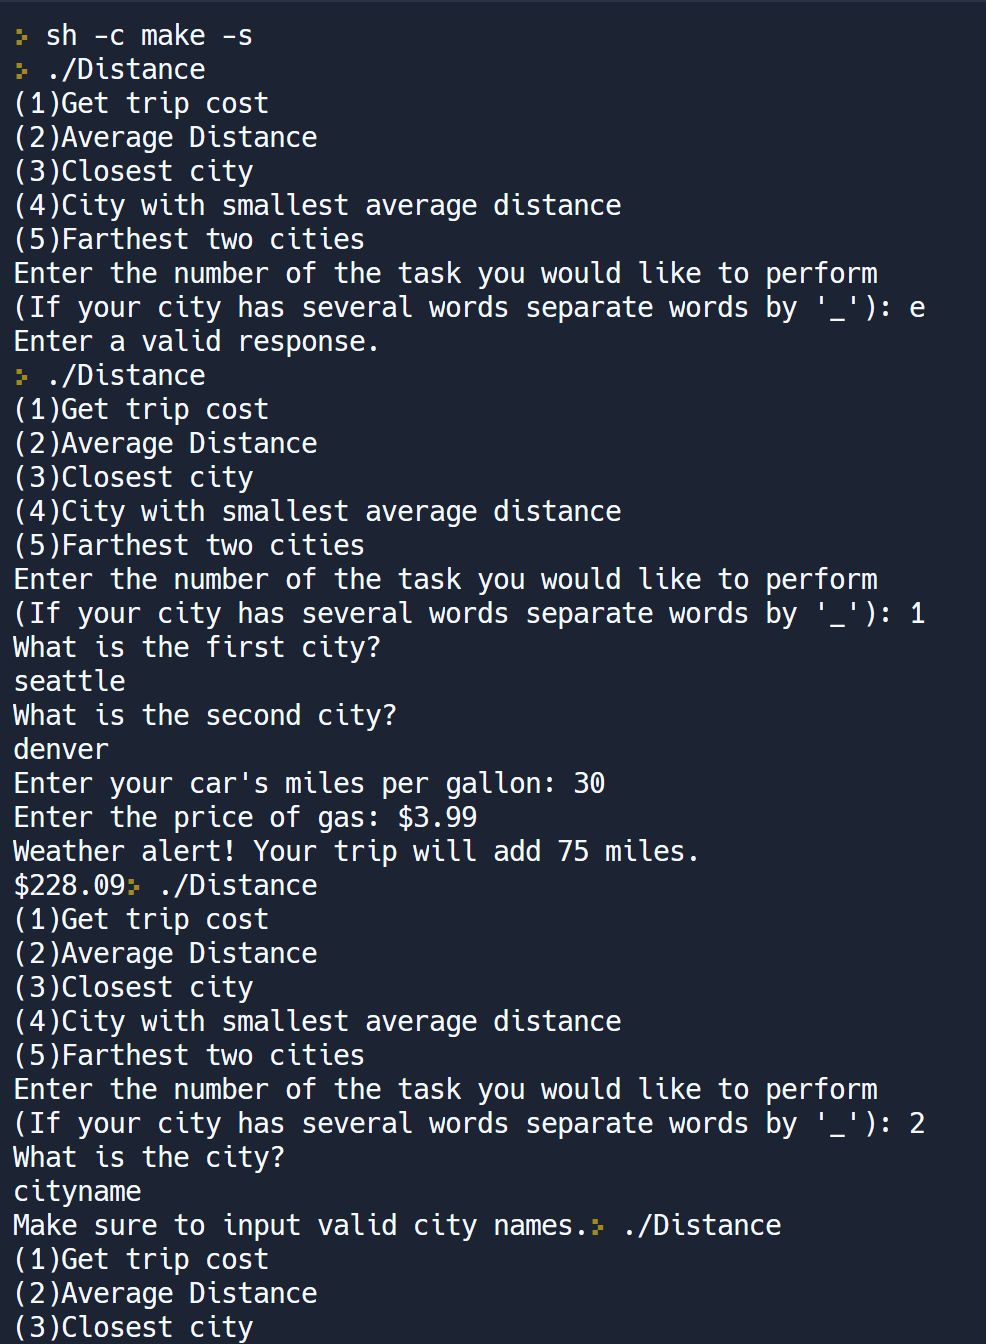 sh -c make -s
./Distance
(1)Get trip cost
(2)Average Distance
(3)Closest city
(4)City with smallest average distance
(5)Farthest two cities
Enter the number of the task you would like to perform
(If your city has several words separate words by '_'): e
Enter a valid response.
./Distance
(1)Get trip cost
(2)Average Distance
(3)Closest city
(4)City with smallest average distance
(5)Farthest two cities
Enter the number of the task you would like to perform
(If your city has several words separate words by '_'): 1
What is the first city?
seattle
What is the second city?
denver
Enter your car's miles per gallon: 30
Enter the price of gas: $3.99
Weather alert! Your trip will add 75 miles.
$228.09 ./Distance
(1)Get trip cost
(2)Average Distance
(3)Closest city
(4)City with smallest average distance
(5)Farthest two cities
Enter the number of the task you would like to perform
(If your city has several words separate words by '_'): 2
What is the city?
cityname
Make sure to input valid city names. ./Distance
(1)Get trip cost
(2)Average Distance
(3)Closest city